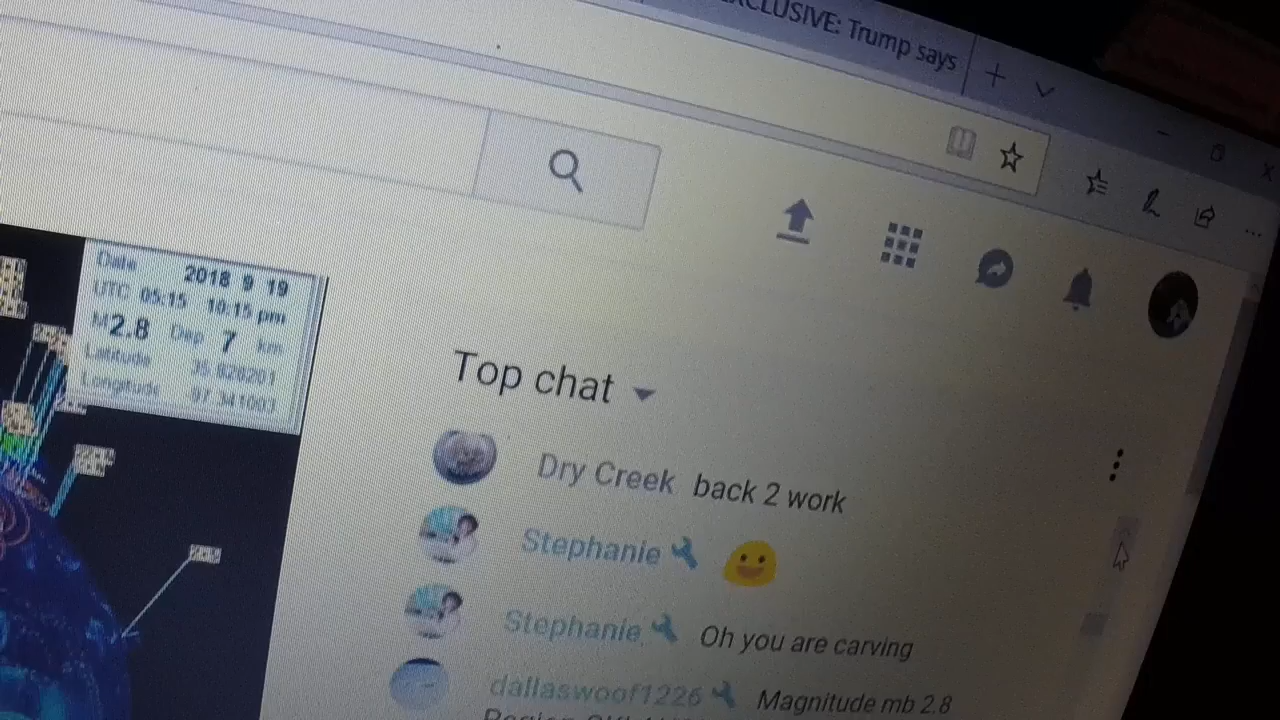 EXCLUSIVE: Trump says
Date 2018 9 19
UTC 05:15 10:15 pm
M2.8 Dep 7 km
Latitude 35.828201
Longitude 97.341003
Top chat
Dry Creek back 2 work
Stephanie
Stephanie Oh you are carving
dallaswoof1226 Magnitude mb 2.8
Region